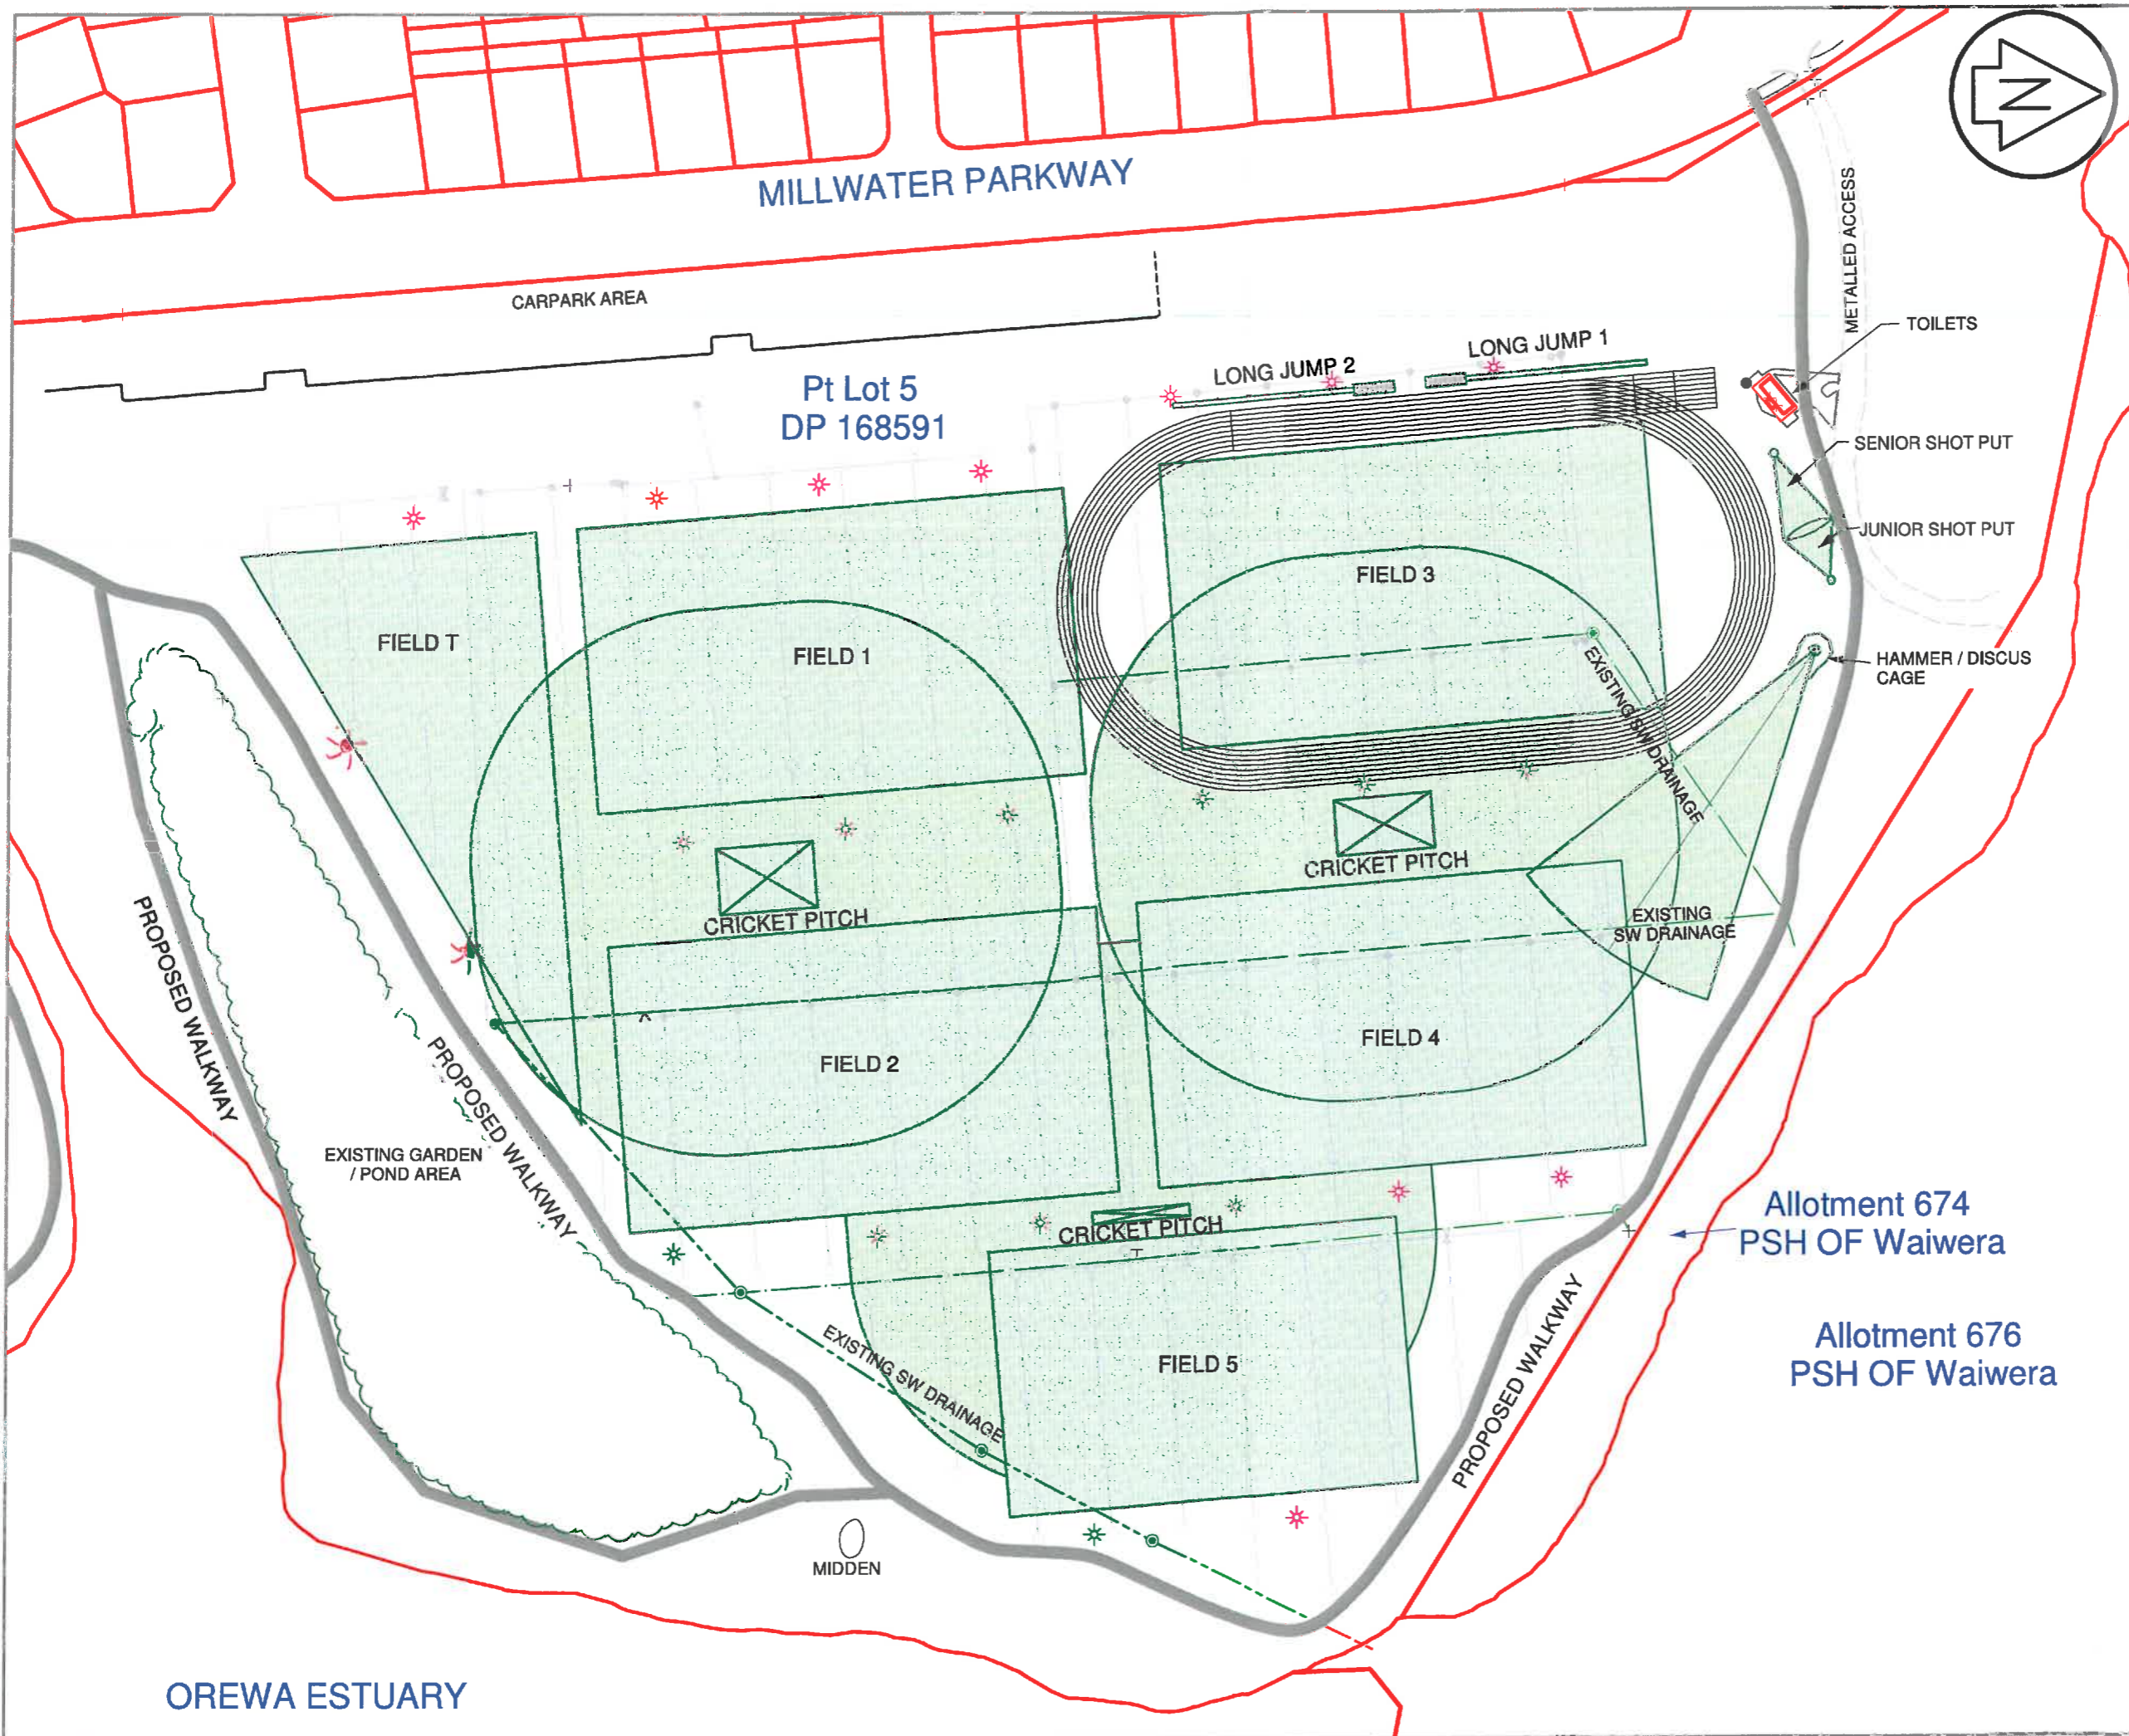 N
MILLWATER PARKWAY
METALLED ACCESS
CARPARK AREA
TOILETS
LONG JUMP 1
LONG JUMP 2
Pt Lot 5
DP 168591
SENIOR SHOT PUT
JUNIOR SHOT PUT
FIELD 3
FIELD T
FIELD 1
HAMMER / DISCUS
CAGE
EXISTING SW DRAINAGE
CRICKET PITCH
CRICKET PITCH
EXISTING
SW DRAINAGE
PROPOSED WALKWAY
FIELD 4
FIELD 2
PROPOSED WALKWAY
EXISTING GARDEN
/ POND AREA
Allotment 674
PSH OF Waiwera
CRICKET PITCH
Allotment 676
PSH OF Waiwera
EXISTING SW DRAINAGE
FIELD 5
PROPOSED WALKWAY
MIDDEN
OREWA ESTUARY